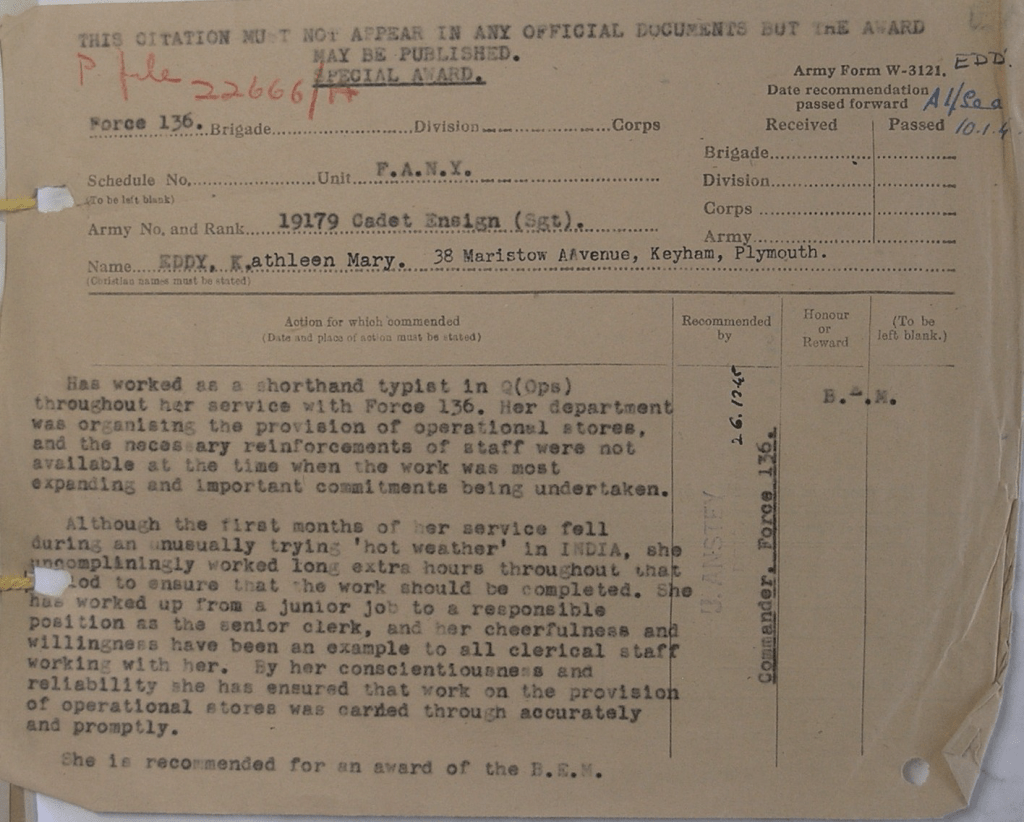 THIS CITATION MUST NOT APPEAR IN ANY OFFICIAL DOCUMENTS BUT THE AWARD
MAY BE PUBLISHED.
SPECIAL AWARD.
P file
22666/A
Army Form W-3121.
EDD.
Date recommendation
passed forward
10.1.4
Force 136. Brigade Division Corps
Received Passed
Brigade
Schedule No. Unit F.A.N.Y.
Division
(To be left blank)
Corps
Army No. and Rank 19179 Cadet Ensign (Sgt).
Army
Name EDDY, Kathleen Mary. 38 Maristow AAvenue, Keyham, Plymouth.
(Christian names must be stated)
Action for which commended
(Date and place of action must be stated)
Recommended
by
Honour
or
Reward
(To be
left blank.)
Has worked as a shorthand typist in Q(Ops)
throughout her service with Force 136. Her department
was organising the provision of operational stores,
and the necessary reinforcements of staff were not
available at the time when the work was most
expanding and important commitments being undertaken.
Although the first months of her service fell
during an unusually trying 'hot weather' in INDIA, she
uncompliningly worked long extra hours throughout that
iod to ensure that the work should be completed. She
has worked up from a junior job to a responsible
position as the senior clerk, and her cheerfulness and
willingness have been an example to all clerical staff
working with her. By her conscientiousness and
reliability she has ensured that work on the provision
of operational stores was carried through accurately
and promptly.
She is recommended for an award of the B.E.M.
26.12.45
ANSTEY
Commander, Force 136.
B.E.M.